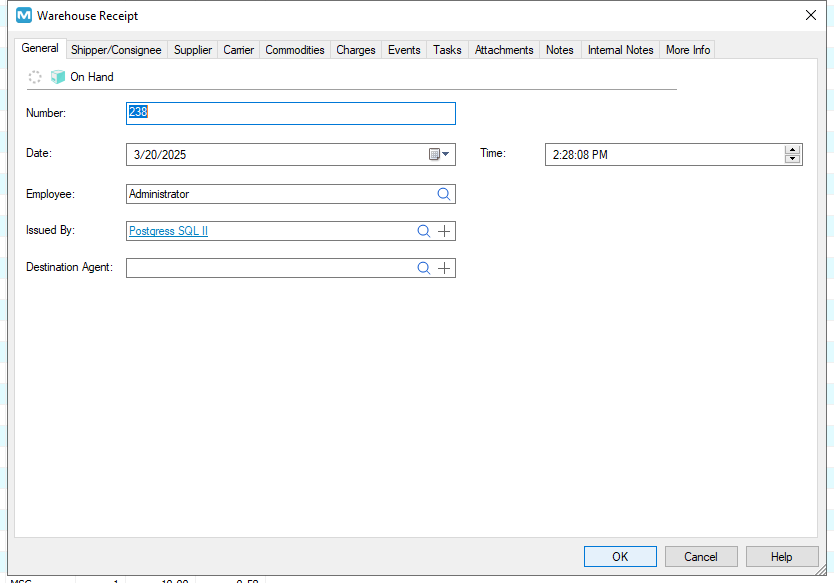 Warehouse Receipt
General Shipper/Consignee Supplier Carrier Commodities Charges Events Tasks Attachments Notes Internal Notes More Info
On Hand
Number: 238
Date: 3/20/2025 Time: 2:28:08 PM
Employee: Administrator
Issued By: Postgress SQL II
Destination Agent:
OK Cancel Help